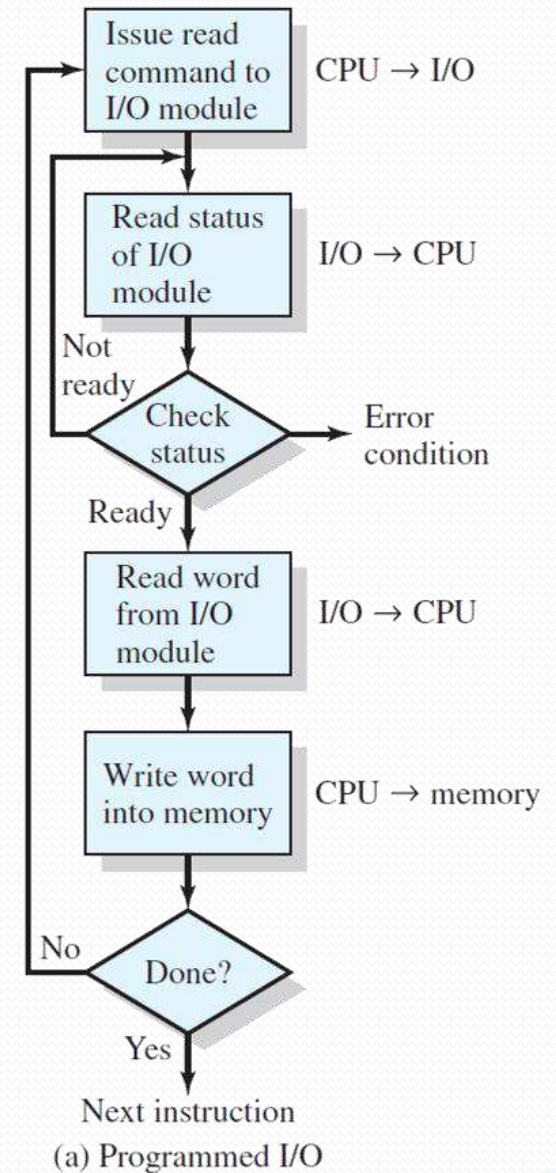 Issue read
command to
I/O module
CPU → I/O
Read status
of I/O
module
I/O → CPU
Not
ready
Check
status
Error
condition
Ready
Read word
from I/O
module
I/O → CPU
Write word
into memory
CPU → memory
No
Done?
Yes
Next instruction
(a) Programmed I/O